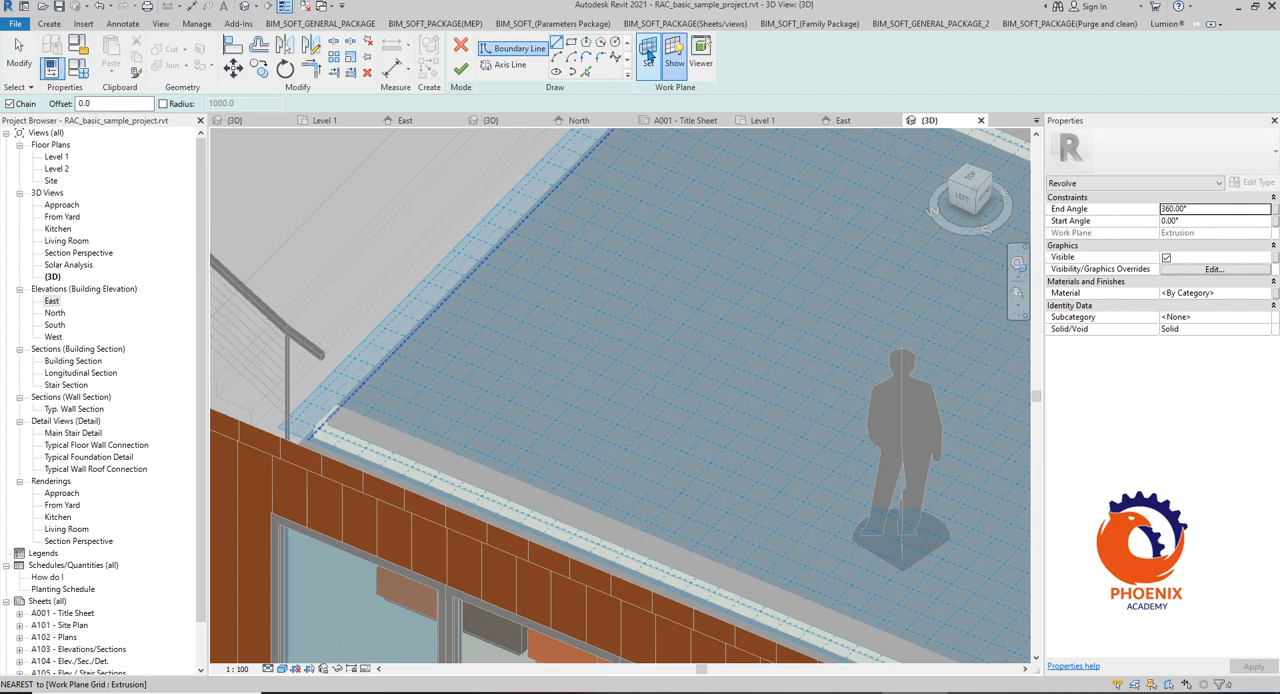 Autodesk Revit 2021 - RAC_basic_sample_project.rvt - 3D View: {3D}
Sign In
File Architecture Create Insert Annotate View Manage Add-Ins BIM_SOFT_GENERAL_PACKAGE BIM_SOFT_PACKAGE(MEP) BIM_SOFT_(Parameters Package) BIM_SOFT_PACKAGE(Sheets/views) BIM_SOFT_(Family Package) BIM_SOFT_GENERAL_PACKAGE_2 BIM_SOFT_PACKAGE(Purge and clean) Lumion®
Modify Paste Cut Join Boundary Line Axis Line Set Show Viewer
Select Properties Clipboard Geometry Modify Measure Create Mode Draw Work Plane
Chain Offset: 0.0 Radius: 1000.0
Project Browser - RAC_basic_sample_project.rvt
{3D} Level 1 East {3D} North A001 - Title Sheet Level 1 East {3D}
Views (all)
Floor Plans
Level 1
Level 2
Site
3D Views
Approach
From Yard
Kitchen
Living Room
Section Perspective
Solar Analysis
{3D}
Elevations (Building Elevation)
East
North
South
West
Sections (Building Section)
Building Section
Longitudinal Section
Stair Section
Sections (Wall Section)
Typ. Wall Section
Detail Views (Detail)
Main Stair Detail
Typical Floor Wall Connection
Typical Foundation Detail
Typical Wall Roof Connection
Renderings
Approach
From Yard
Kitchen
Living Room
Section Perspective
Legends
Schedules/Quantities (all)
How do I
Planting Schedule
Sheets (all)
A001 - Title Sheet
A101 - Site Plan
A102 - Plans
A103 - Elevations/Sections
A104 - Elev./Sec./Det.
A105 - Elev./ Stair Sections
TOP
LEFT
W
S
Properties
Revolve
Edit Type
Constraints
End Angle 360.00°
Start Angle 0.00°
Work Plane Extrusion
Graphics
Visible
Visibility/Graphics Overrides Edit...
Materials and Finishes
Material <By Category>
Identity Data
Subcategory <None>
Solid/Void Solid
PHOENIX
ACADEMY
Properties help
Apply
1 : 100
NEAREST to [Work Plane Grid : Extrusion]
:0